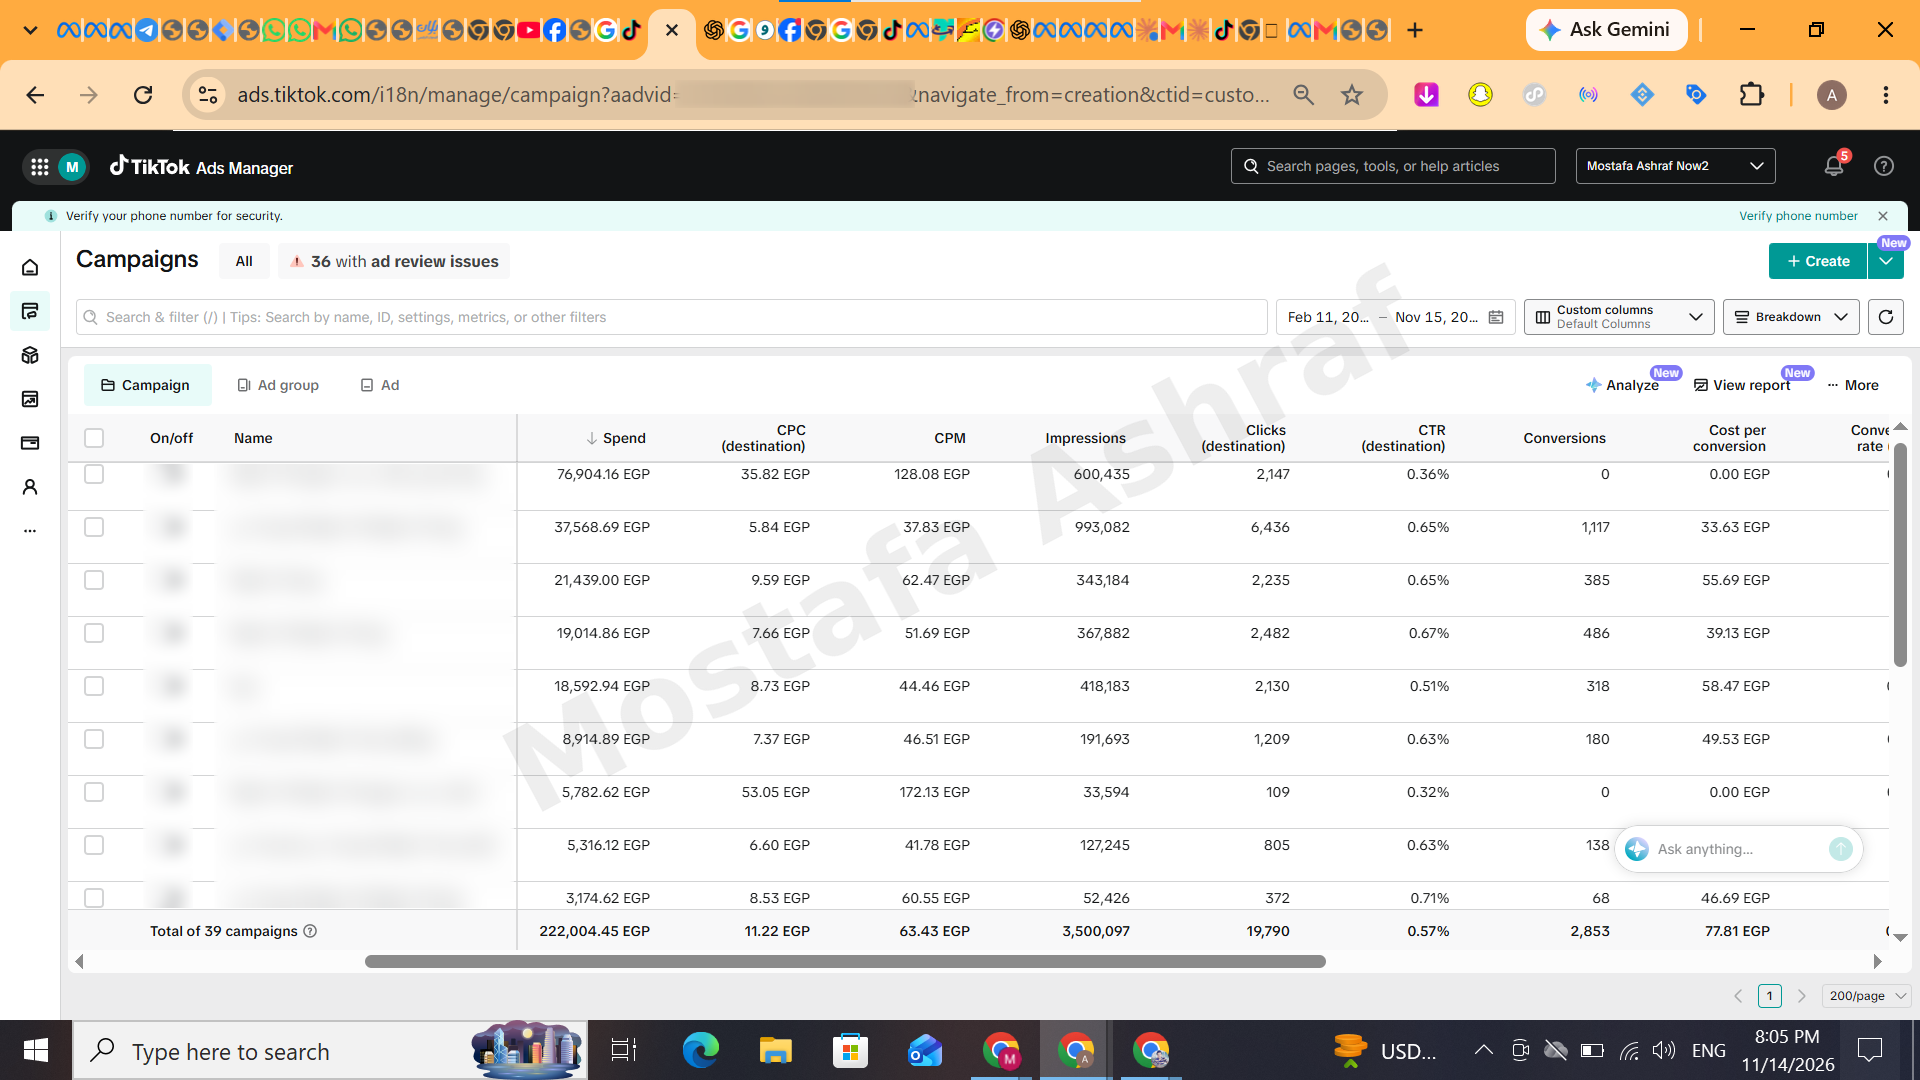 Ask Gemini
ads.tiktok.com/i18n/manage/campaign?aadvid=
navigate_from=creation&ctid=custo...
A
M
TikTok Ads Manager
Search pages, tools, or help articles
Mostafa Ashraf Now2
5
Verify your phone number for security.
Verify phone number
Campaigns
All
36 with ad review issues
+ Create
New
Search & filter (/) | Tips: Search by name, ID, settings, metrics, or other filters
Feb 11, 20... – Nov 15, 20...
Custom columns
Default Columns
Breakdown
Campaign
Ad group
Ad
Analyze New
View report New
... More
On/off Name Spend CPC (destination) CPM Impressions Clicks (destination) CTR (destination) Conversions Cost per conversion Conve rate
76,904.16 EGP 35.82 EGP 128.08 EGP 600,435 2,147 0.36% 0 0.00 EGP
37,568.69 EGP 5.84 EGP 37.83 EGP 993,082 6,436 0.65% 1,117 33.63 EGP
21,439.00 EGP 9.59 EGP 62.47 EGP 343,184 2,235 0.65% 385 55.69 EGP
19,014.86 EGP 7.66 EGP 51.69 EGP 367,882 2,482 0.67% 486 39.13 EGP
18,592.94 EGP 8.73 EGP 44.46 EGP 418,183 2,130 0.51% 318 58.47 EGP
8,914.89 EGP 7.37 EGP 46.51 EGP 191,693 1,209 0.63% 180 49.53 EGP
5,782.62 EGP 53.05 EGP 172.13 EGP 33,594 109 0.32% 0 0.00 EGP
5,316.12 EGP 6.60 EGP 41.78 EGP 127,245 805 0.63% 138
Ask anything...
3,174.62 EGP 8.53 EGP 60.55 EGP 52,426 372 0.71% 68 46.69 EGP
Total of 39 campaigns 222,004.45 EGP 11.22 EGP 63.43 EGP 3,500,097 19,790 0.57% 2,853 77.81 EGP
Mostafa Ashraf
1
200/page
Type here to search
USD...
ENG
8:05 PM
11/14/2026